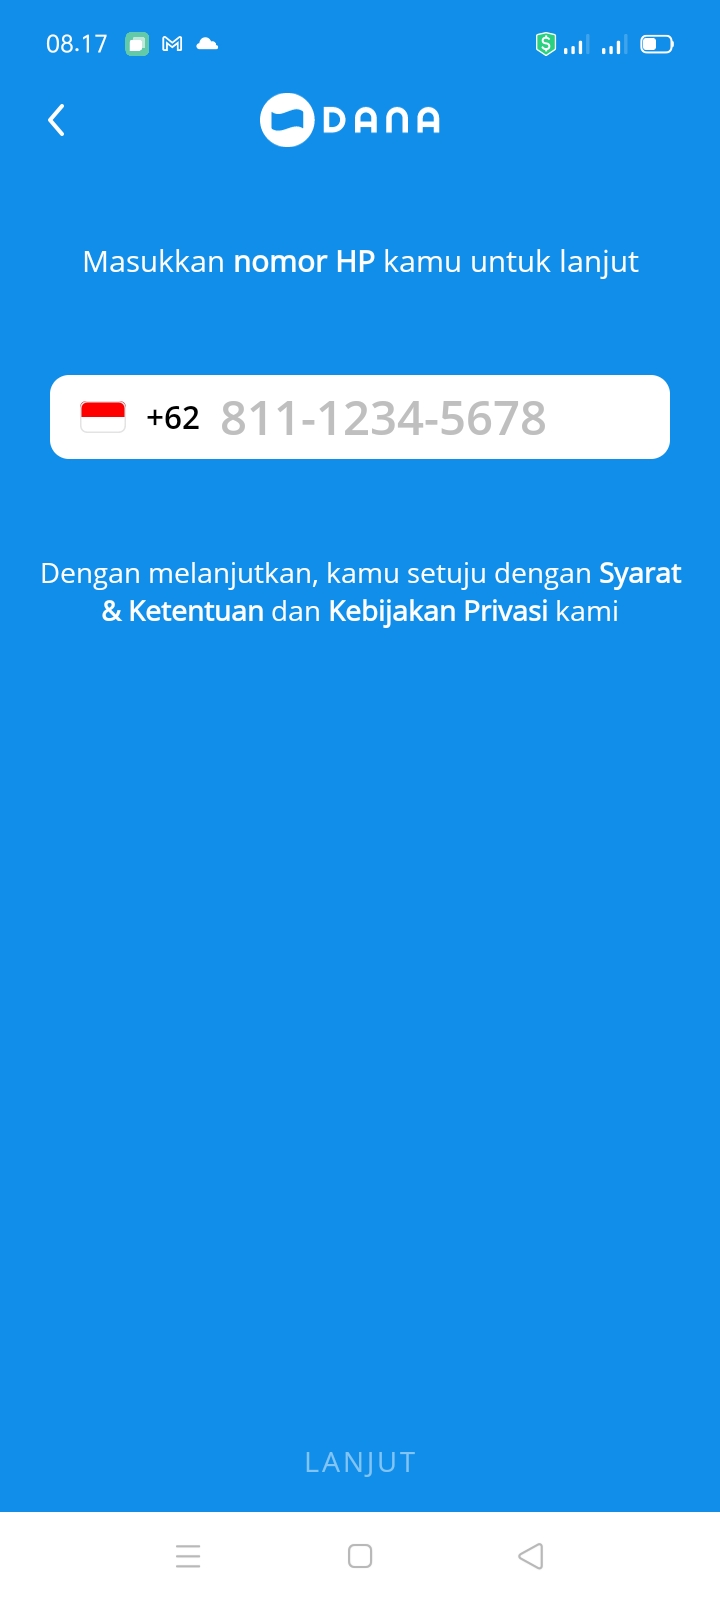 08.17
DANA
Masukkan nomor HP kamu untuk lanjut
+62 811-1234-5678
Dengan melanjutkan, kamu setuju dengan Syarat
& Ketentuan dan Kebijakan Privasi kami
LANJUT